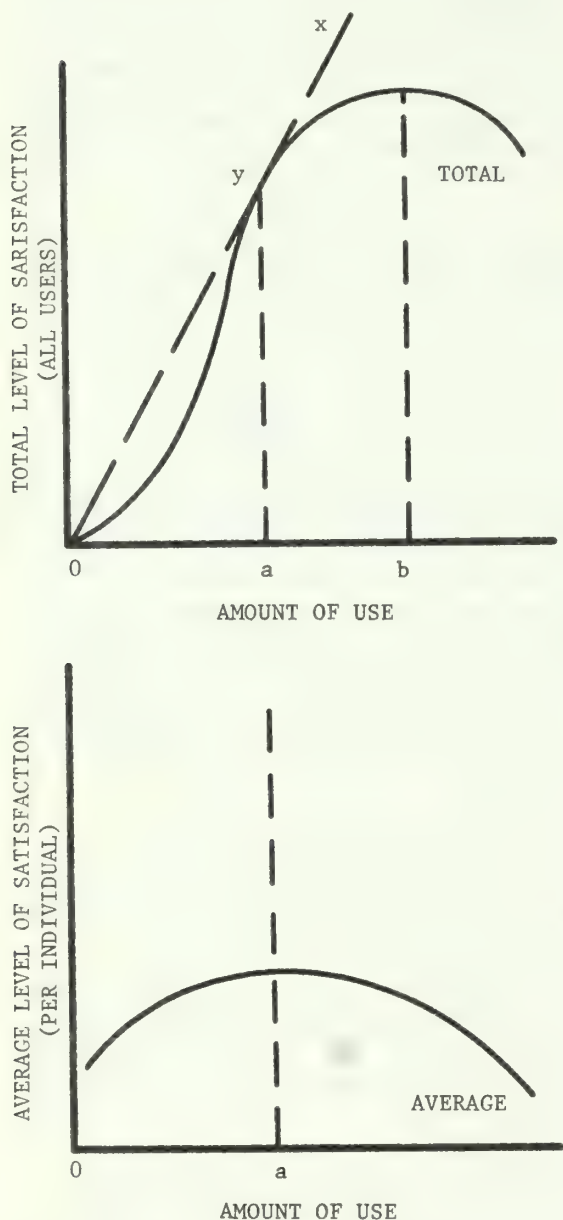 x
y
TOTAL
TOTAL LEVEL OF SARISFACTION
(ALL USERS)
0
a
b
AMOUNT OF USE
AVERAGE LEVEL OF SATISFACTION
(PER INDIVIDUAL)
AVERAGE
0
a
AMOUNT OF USE